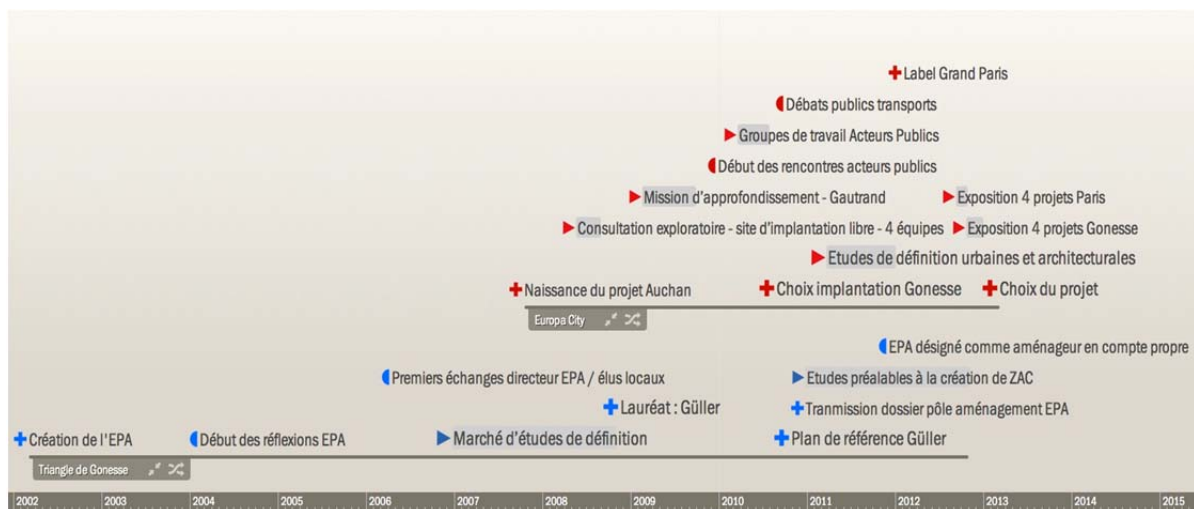 Label Grand Paris
Débats publics transports
Groupes de travail Acteurs Publics
Début des rencontres acteurs publics
Mission d'approfondissement - Gautrand
Exposition 4 projets Paris
Consultation exploratoire - site d'implantation libre - 4 équipes
Exposition 4 projets Gonesse
Etudes de définition urbaines et architecturales
Naissance du projet Auchan
Choix implantation Gonesse
Choix du projet
Europa City
EPA désigné comme aménageur en compte propre
Premiers échanges directeur EPA / élus locaux
Etudes préalables à la création de ZAC
Lauréat : Güller
Tranmission dossier pôle aménagement EPA
Création de l'EPA
Début des réflexions EPA
Marché d'études de définition
Plan de référence Güller
Triangle de Gonesse
2002 2003 2004 2005 2006 2007 2008 2009 2010 2011 2012 2013 2014 2015